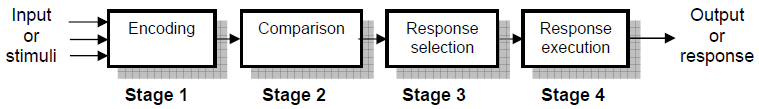 Input
or
stimuli
Encoding
Comparison
Response
selection
Response
execution
Output
or
response
Stage 1
Stage 2
Stage 3
Stage 4